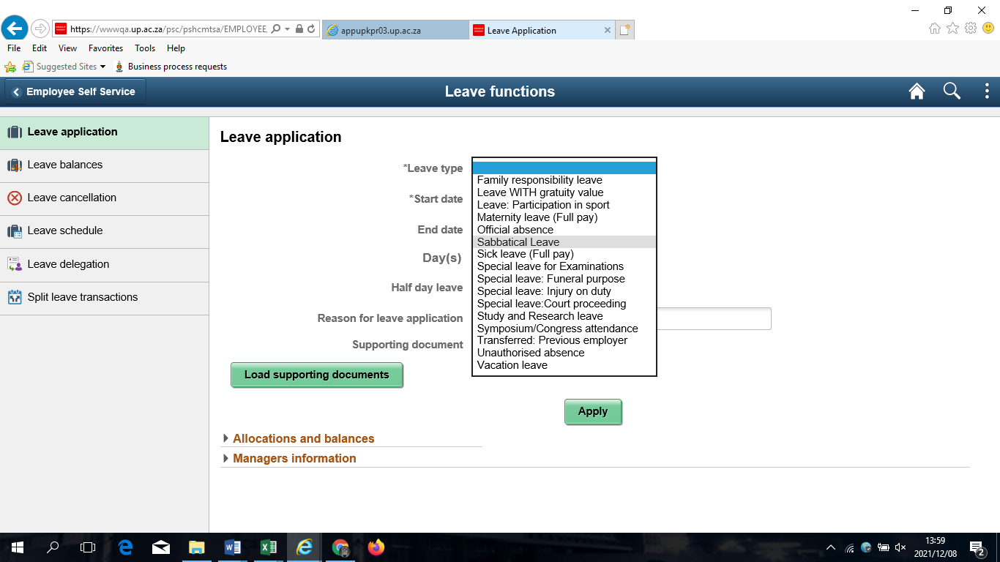 https://wwwqa.up.ac.za/psc/pshcmtsa/EMPLOYEE,
appupkpr03.up.ac.za
Leave Application
File Edit View Favorites Tools Help
Suggested Sites
Business process requests
Employee Self Service
Leave functions
Leave application
Leave balances
Leave cancellation
Leave schedule
Leave delegation
Split leave transactions
Leave application
*Leave type
*Start date
End date
Day(s)
Half day leave
Reason for leave application
Supporting document
Family responsibility leave
Leave WITH gratuity value
Leave: Participation in sport
Maternity leave (Full pay)
Official absence
Sabbatical Leave
Sick leave (Full pay)
Special leave for Examinations
Special leave: Funeral purpose
Special leave: Injury on duty
Special leave:Court proceeding
Study and Research leave
Symposium/Congress attendance
Transferred: Previous employer
Unauthorised absence
Vacation leave
Load supporting documents
Apply
Allocations and balances
Managers information
13:59
2021/12/08
2